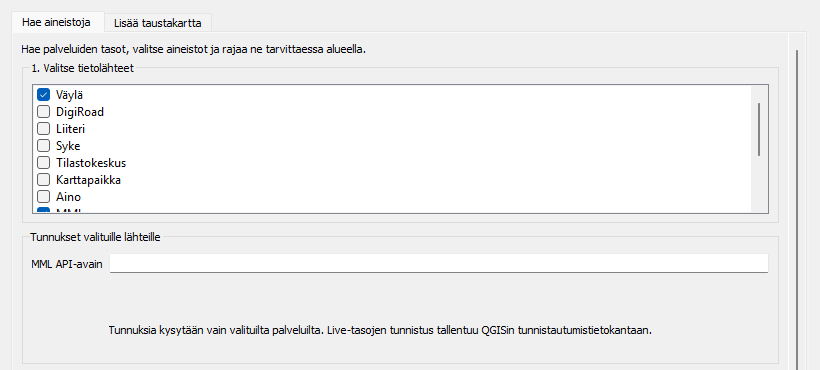 Hae aineistoja
Lisää taustakartta
Hae palveluiden tasot, valitse aineistot ja rajaa ne tarvittaessa alueella.
1. Valitse tietolähteet
Väylä
DigiRoad
Liiteri
Syke
Tilastokeskus
Karttapaikka
Aino
MML
Tunnukset valituille lähteille
MML API-avain
Tunnuksia kysytään vain valituilta palveluilta. Live-tasojen tunnistus tallentuu QGISin tunnistautumistietokantaan.